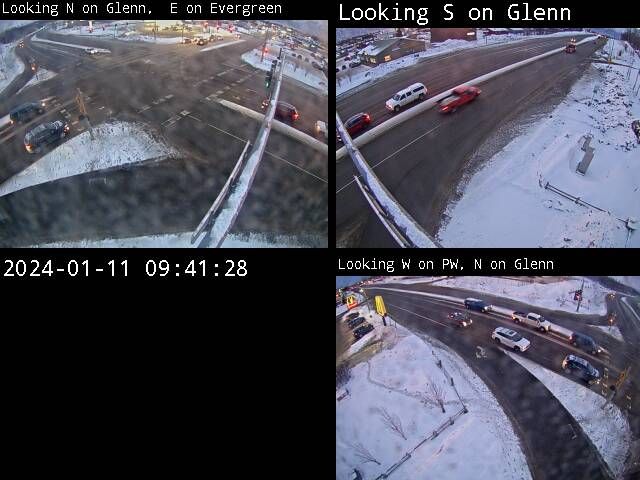 Looking N on Glenn,  E on Evergreen
Looking S on Glenn
2024-01-11 09:41:28
Looking W on PW, N on Glenn